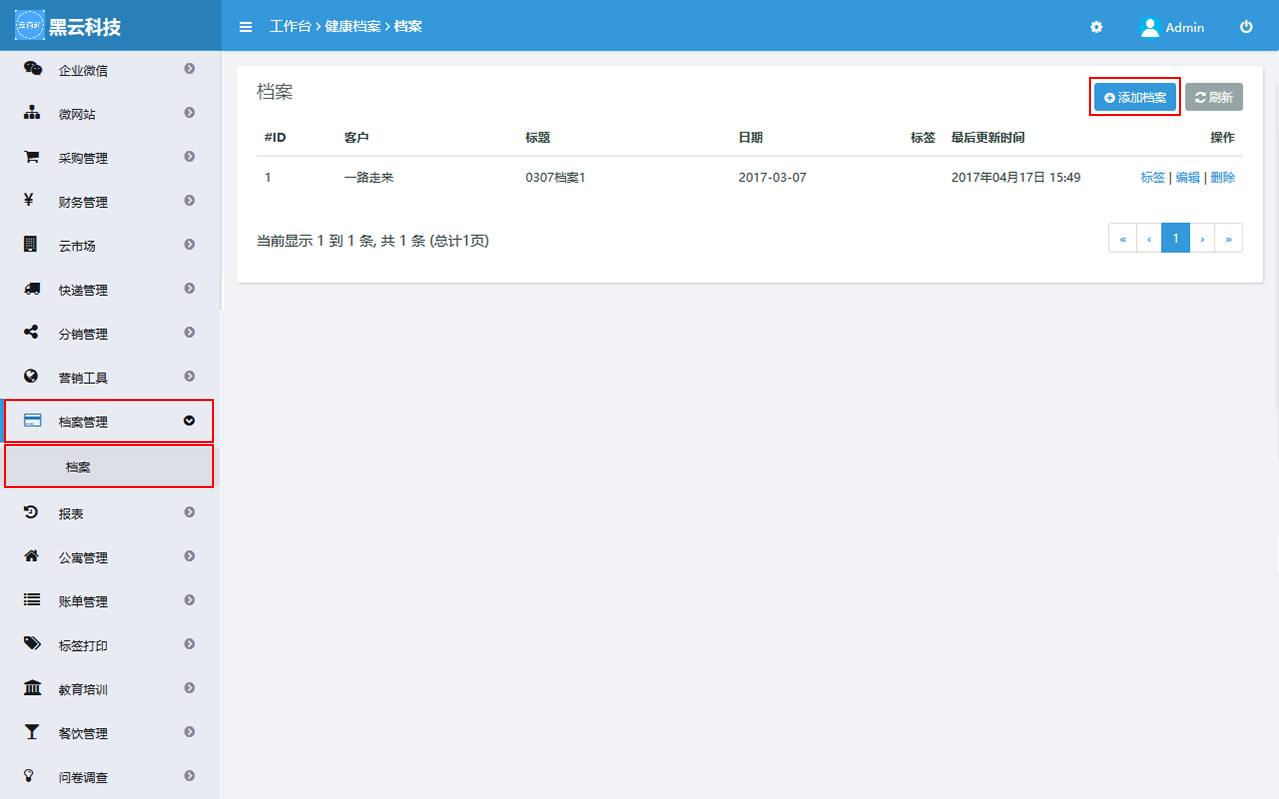 黑云科技
工作台 > 健康档案 > 档案
Admin
企业微信
微网站
采购管理
财务管理
云市场
快递管理
分销管理
营销工具
档案管理
档案
报表
公寓管理
账单管理
标签打印
教育培训
餐饮管理
问卷调查
档案
添加档案 刷新
#ID 客户 标题 日期 标签 最后更新时间 操作
1 一路走来 0307档案1 2017-03-07 2017年04月17日 15:49 标签 | 编辑 | 删除
当前显示 1 到 1 条, 共 1 条 (总计1页)
« ‹ 1 › »